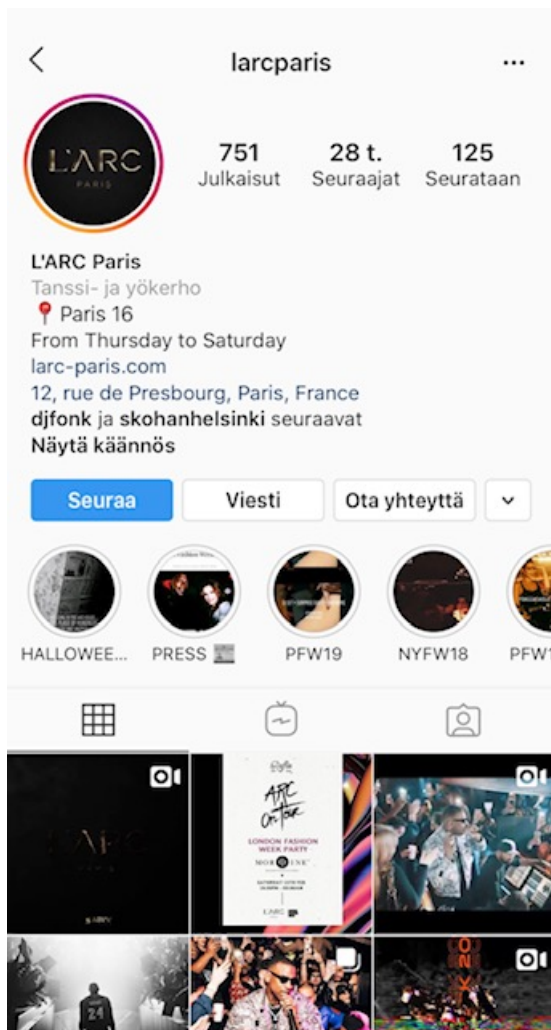 larcparis
L'ARC
PARIS
751
28 t.
125
Julkaisut
Seuraajat
Seurataan
L'ARC Paris
Tanssi- ja yökerho
📍 Paris 16
From Thursday to Saturday
larc-paris.com
12, rue de Presbourg, Paris, France
djfonk ja skohanhelsinki seuraavat
Näytä käännös
Seuraa
Viesti
Ota yhteyttä
HALLOWEE...
PRESS
PFW19
NYFW18
PFW1
L'ARC
ARC
On Tour
LONDON FASHION
WEEK PARTY
L'ARC
24